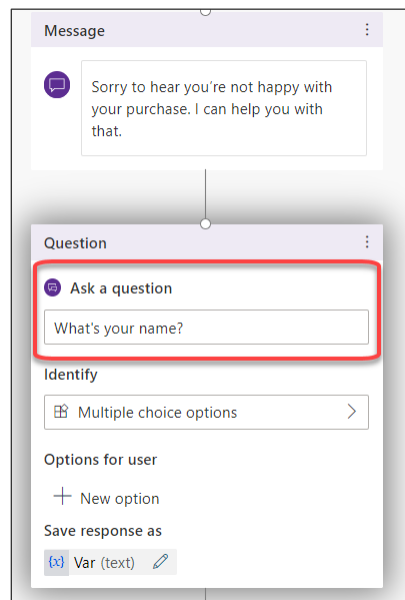 Message
Sorry to hear you’re not happy with
your purchase. I can help you with
that.
Question
Ask a question
What's your name?
Identify
Multiple choice options
Options for user
New option
Save response as
{x} Var (text)